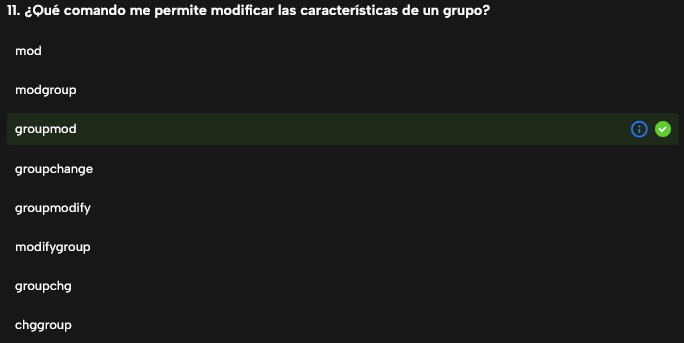 11. ¿Qué comando me permite modificar las características de un grupo?
mod
modgroup
groupmod
groupchange
groupmodify
modifygroup
groupchg
chggroup